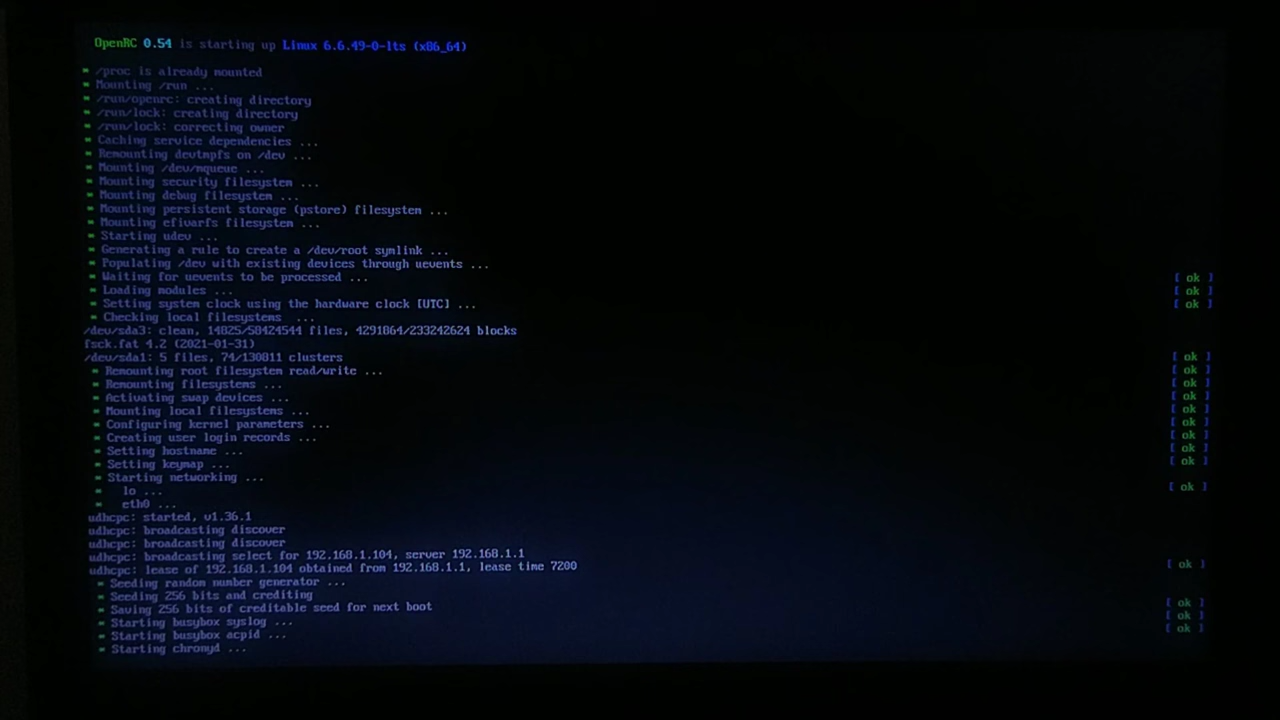 OpenRC 0.54 is starting up Linux 6.6.49-0-lts (x86_64)
* /proc is already mounted
* Mounting /run ...
* /run/openrc: creating directory
* /run/lock: creating directory
* /run/lock: correcting owner
* Caching service dependencies ...
* Remounting devtmpfs on /dev ...
* Mounting /dev/mqueue ...
* Mounting security filesystem ...
* Mounting debug filesystem ...
* Mounting persistent storage (pstore) filesystem ...
* Mounting efivarfs filesystem ...
* Starting udev ...
* Generating a rule to create a /dev/root symlink ...
* Populating /dev with existing devices through uevents ...
* Waiting for uevents to be processed ... [ ok ]
* Loading modules ... [ ok ]
* Setting system clock using the hardware clock [UTC] ... [ ok ]
* Checking local filesystems  ...
/dev/sda3: clean, 14825/58424544 files, 4291864/233242624 blocks
fsck.fat 4.2 (2021-01-31)
/dev/sda1: 5 files, 74/130811 clusters [ ok ]
* Remounting root filesystem read/write ... [ ok ]
* Remounting filesystems ... [ ok ]
* Activating swap devices ... [ ok ]
* Mounting local filesystems ... [ ok ]
* Configuring kernel parameters ... [ ok ]
* Creating user login records ... [ ok ]
* Setting hostname ... [ ok ]
* Setting keymap ... [ ok ]
* Starting networking ...
*   lo ... [ ok ]
*   eth0 ...
udhcpc: started, v1.36.1
udhcpc: broadcasting discover
udhcpc: broadcasting discover
udhcpc: broadcasting select for 192.168.1.104, server 192.168.1.1
udhcpc: lease of 192.168.1.104 obtained from 192.168.1.1, lease time 7200 [ ok ]
* Seeding random number generator ...
* Seeding 256 bits and crediting
* Saving 256 bits of creditable seed for next boot [ ok ]
* Starting busybox syslog ... [ ok ]
* Starting busybox acpid ... [ ok ]
* Starting chronyd ...